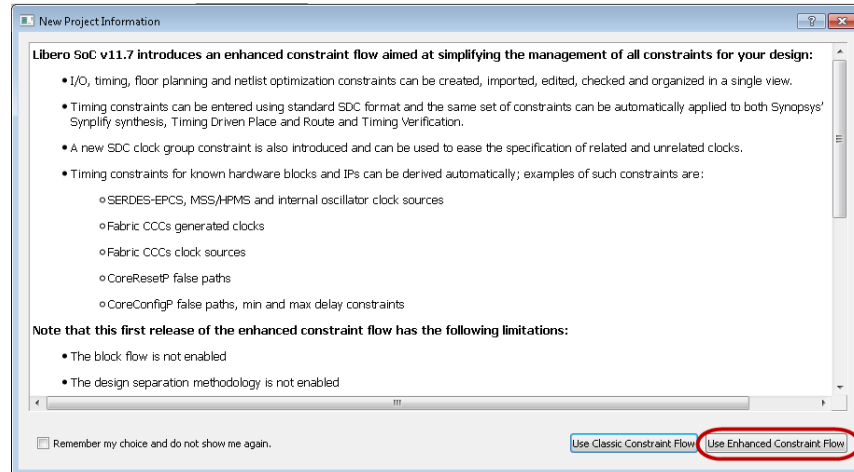 New Project Information
Libero SoC v11.7 introduces an enhanced constraint flow aimed at simplifying the management of all constraints for your design:
• I/O, timing, floor planning and netlist optimization constraints can be created, imported, edited, checked and organized in a single view.
• Timing constraints can be entered using standard SDC format and the same set of constraints can be automatically applied to both Synopsys'
Synplify synthesis, Timing Driven Place and Route and Timing Verification.
• A new SDC clock group constraint is also introduced and can be used to ease the specification of related and unrelated clocks.
• Timing constraints for known hardware blocks and IPs can be derived automatically; examples of such constraints are:
o SERDES-EPCS, MSS/HPMS and internal oscillator clock sources
o Fabric CCCs generated clocks
o Fabric CCCs clock sources
o CoreResetP false paths
o CoreConfigP false paths, min and max delay constraints
Note that this first release of the enhanced constraint flow has the following limitations:
• The block flow is not enabled
• The design separation methodology is not enabled
Remember my choice and do not show me again.
Use Classic Constraint Flow
Use Enhanced Constraint Flow